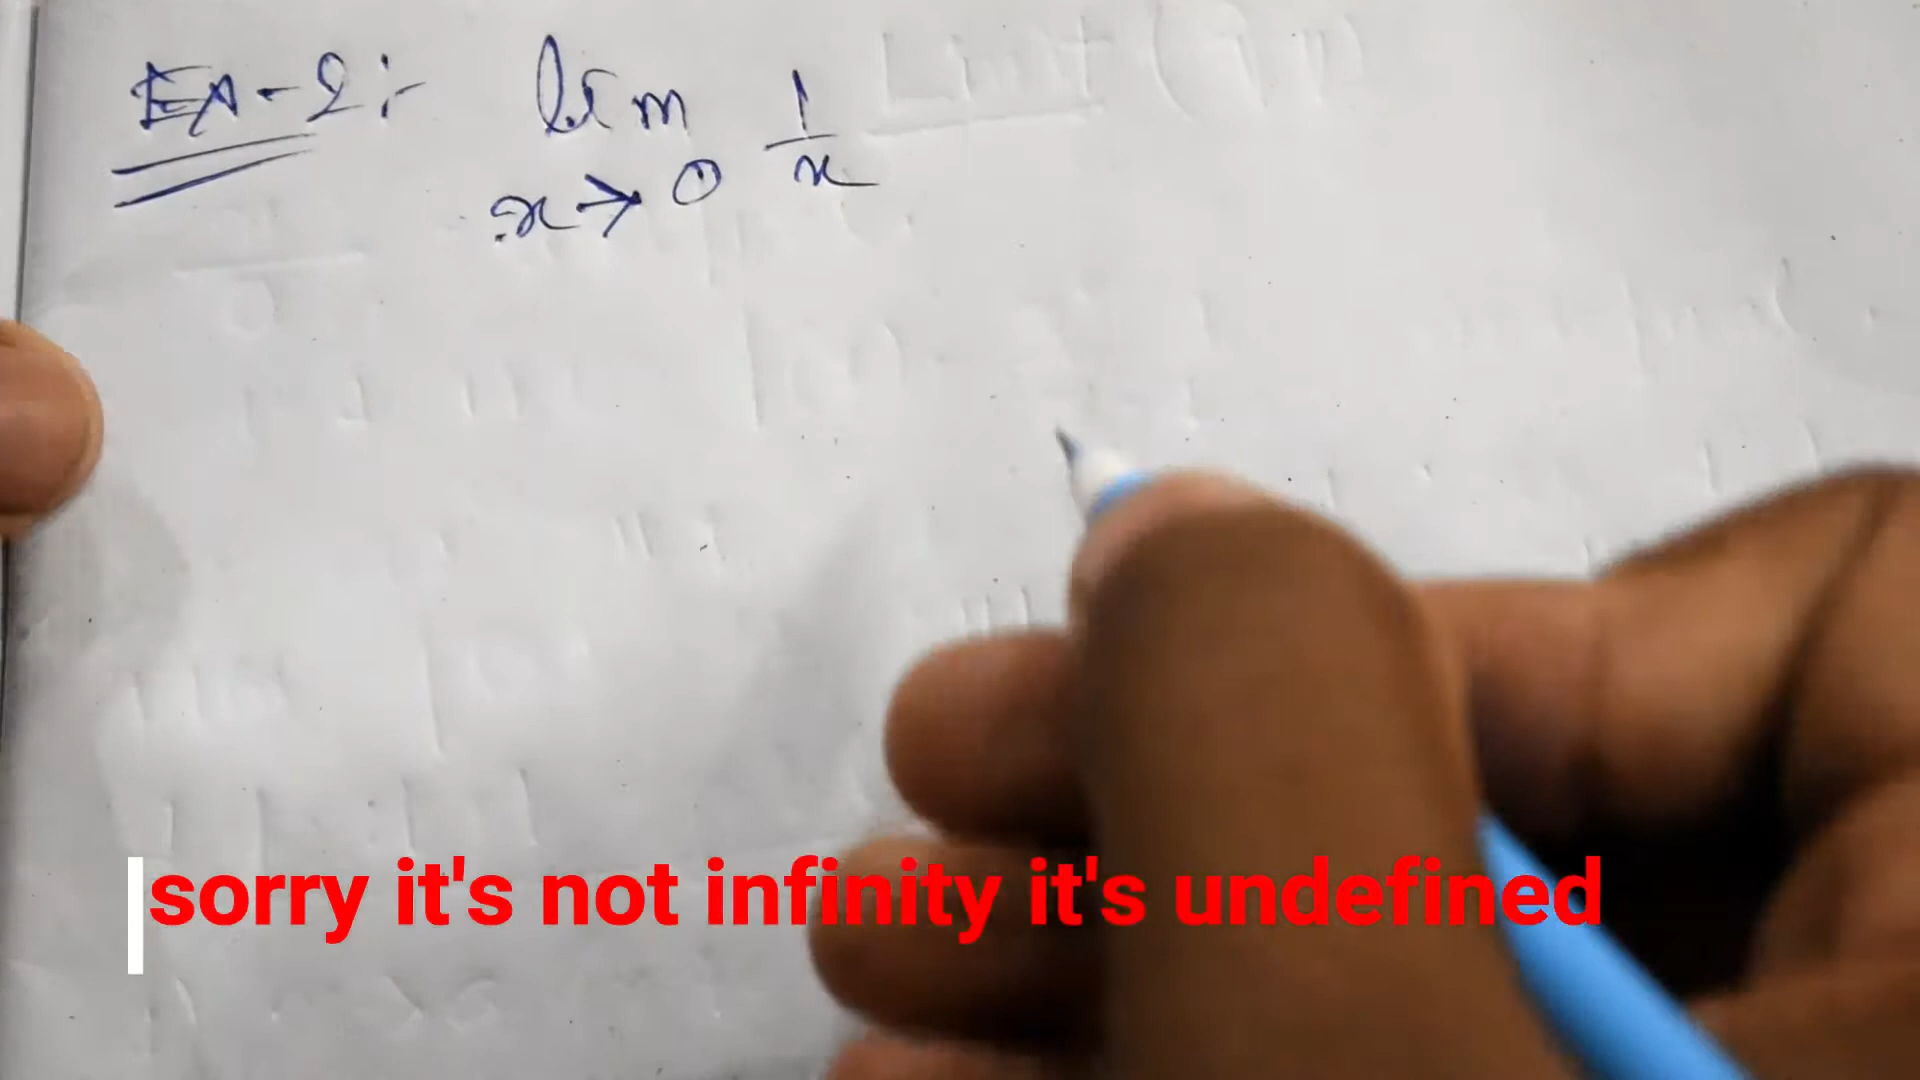 EX-2:- lim 1/x
x→0
sorry it's not infinity it's undefined